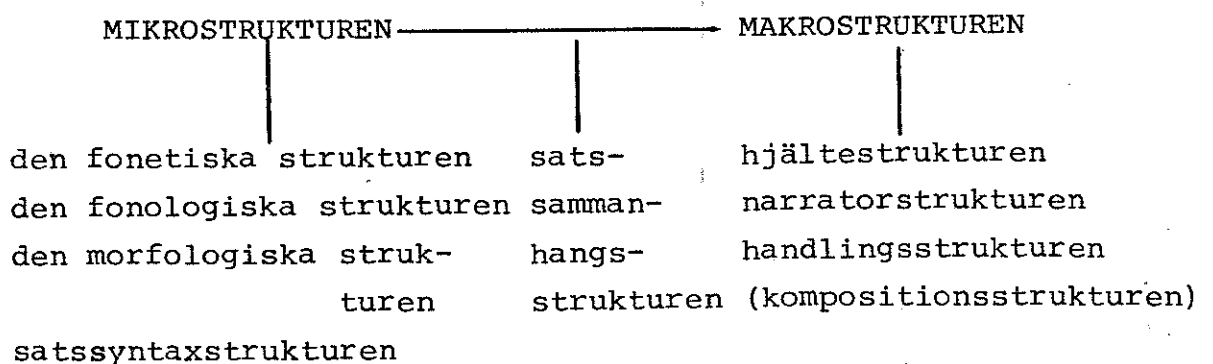 MIKROSTRUKTUREN MAKROSTRUKTUREN
den fonetiska strukturen sats- hjältestrukturen
den fonologiska strukturen samman- narratorstrukturen
den morfologiska struk- hangs- handlingsstrukturen
turen strukturen (kompositionsstrukturen)
satssyntaxstrukturen